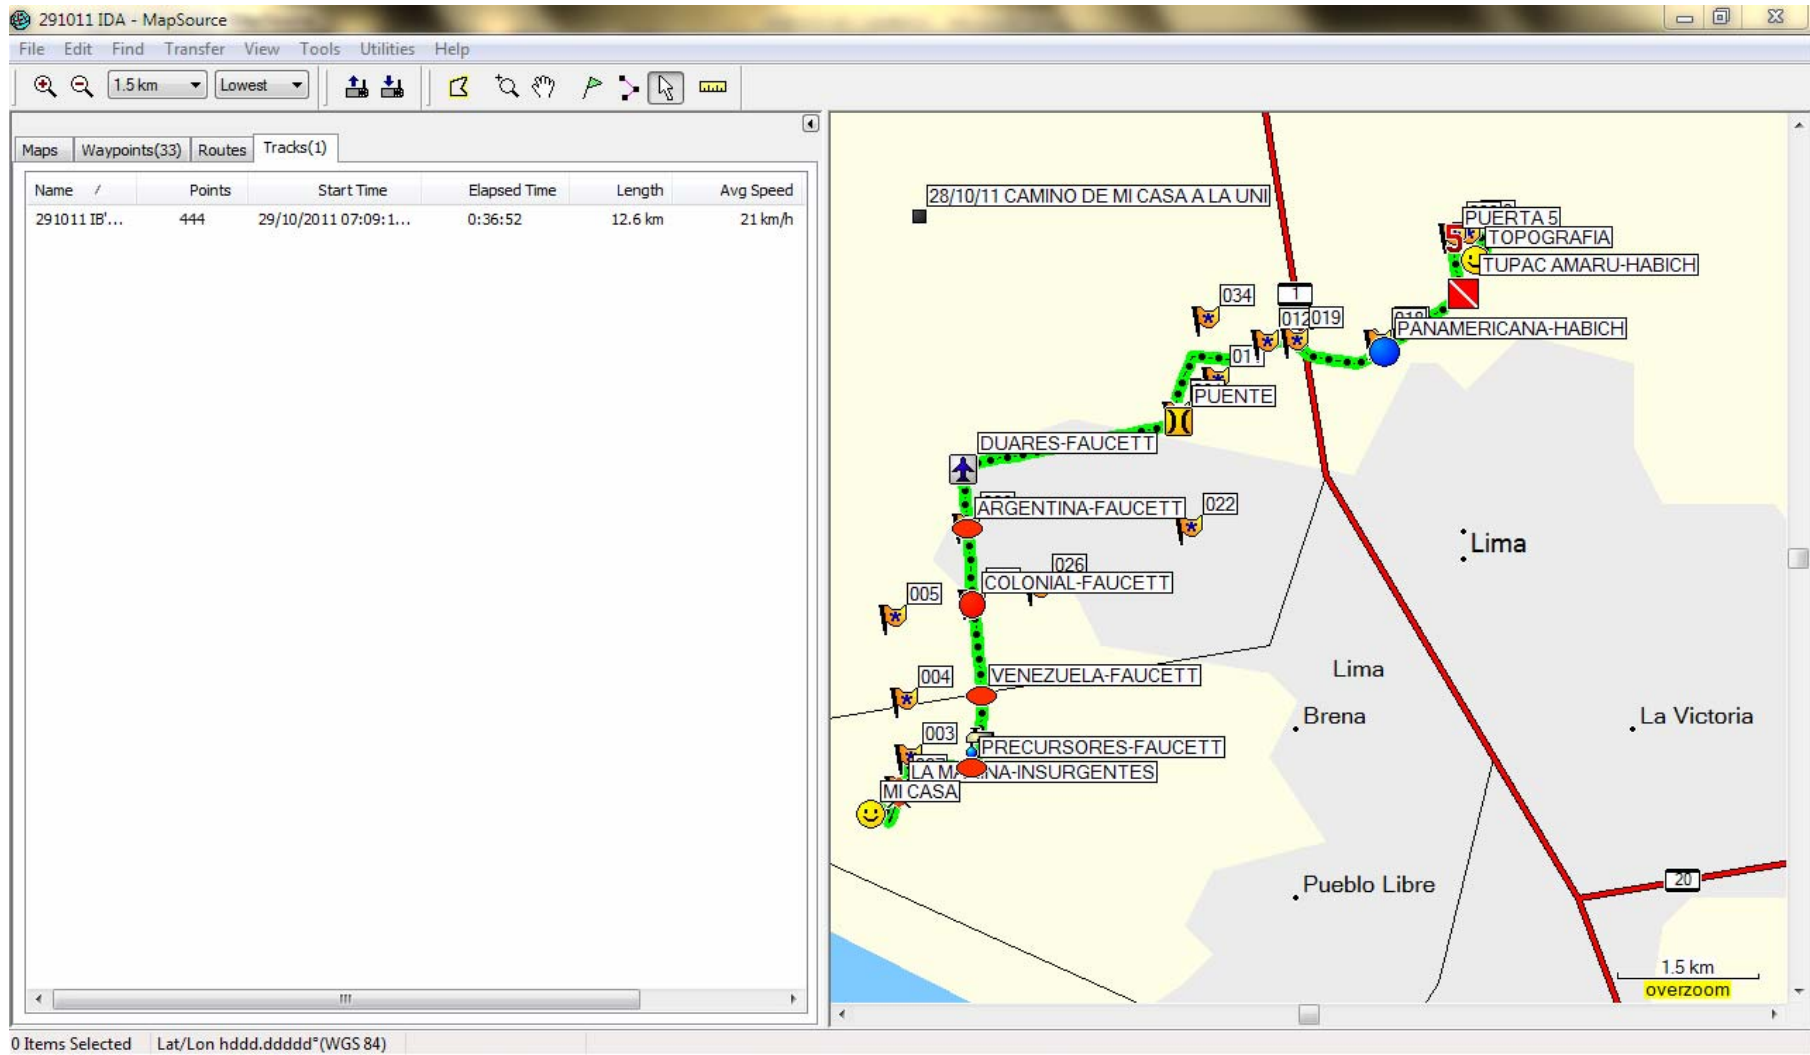 291011 IDA - MapSource
File Edit Find Transfer View Tools Utilities Help
1.5 km Lowest
Maps Waypoints(33) Routes Tracks(1)
Name Points Start Time Elapsed Time Length Avg Speed
291011 IB'... 444 29/10/2011 07:09:1... 0:36:52 12.6 km 21 km/h
28/10/11 CAMINO DE MI CASA A LA UNI
PUERTA 5
5
TOPOGRAFIA
TUPAC AMARU-HABICH
034
1
012
019
PANAMERICANA-HABICH
011
PUENTE
DUARES-FAUCETT
ARGENTINA-FAUCETT
022
Lima
026
COLONIAL-FAUCETT
005
Lima
004
VENEZUELA-FAUCETT
Brena
La Victoria
003
PRECURSORES-FAUCETT
INSURGENTES
MI CASA
20
Pueblo Libre
1.5 km
overzoom
0 Items Selected Lat/Lon hddd.ddddd°(WGS 84)